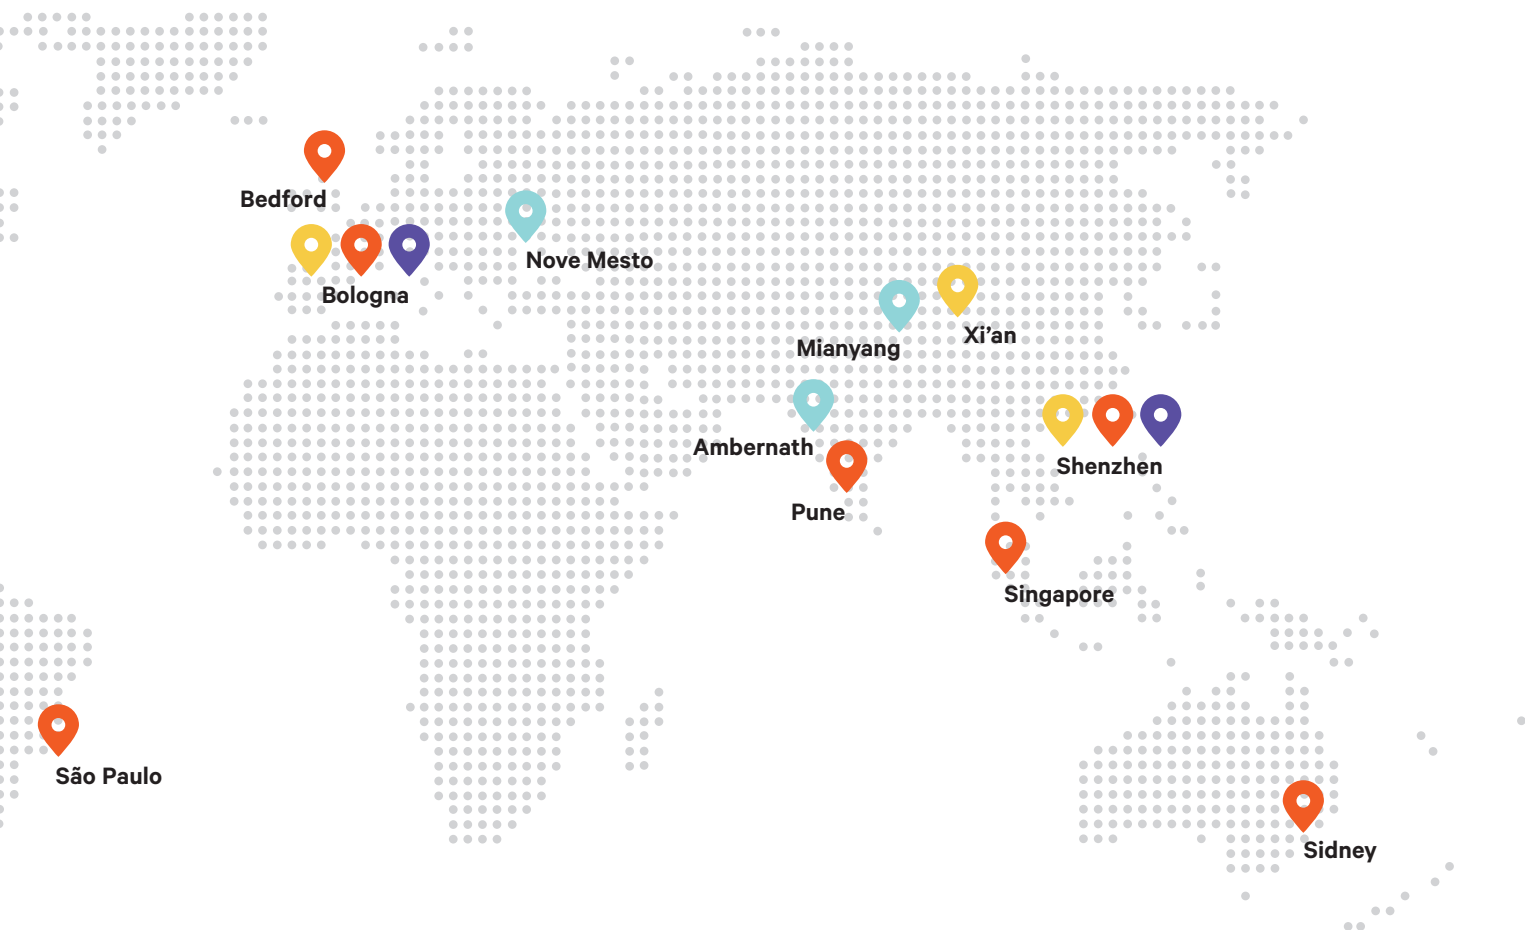 Bedford
Nove Mesto
Bologna
Xi’an
Mianyang
Ambernath
Shenzhen
Pune
Singapore
São Paulo
Sidney